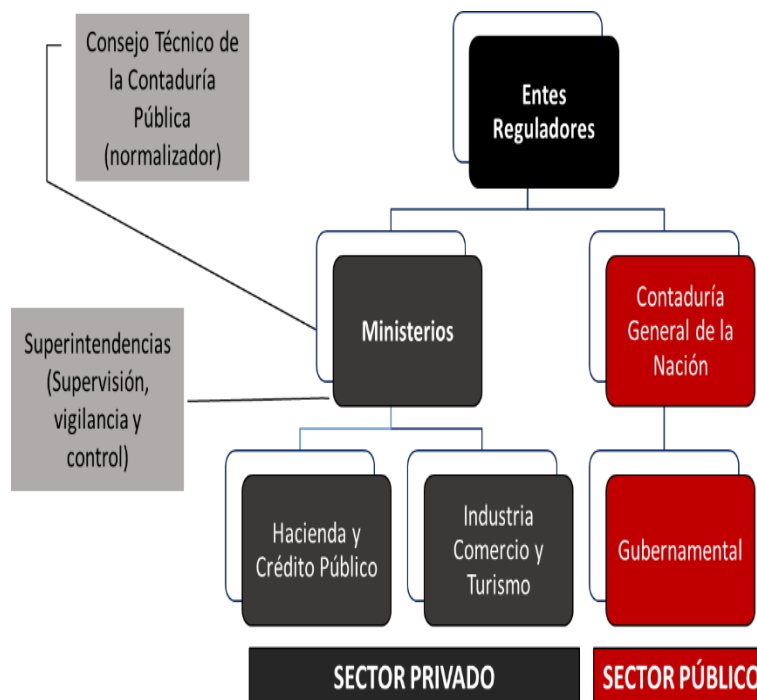 Consejo Técnico de
la Contaduría
Pública
(normalizador)
Entes
Reguladores
Ministerios
Contaduría
General de la
Nación
Superintendencias
(Supervisión,
vigilancia y
control)
Hacienda y
Crédito Público
Industria
Comercio y
Turismo
Gubernamental
SECTOR PRIVADO
SECTOR PÚBLICO